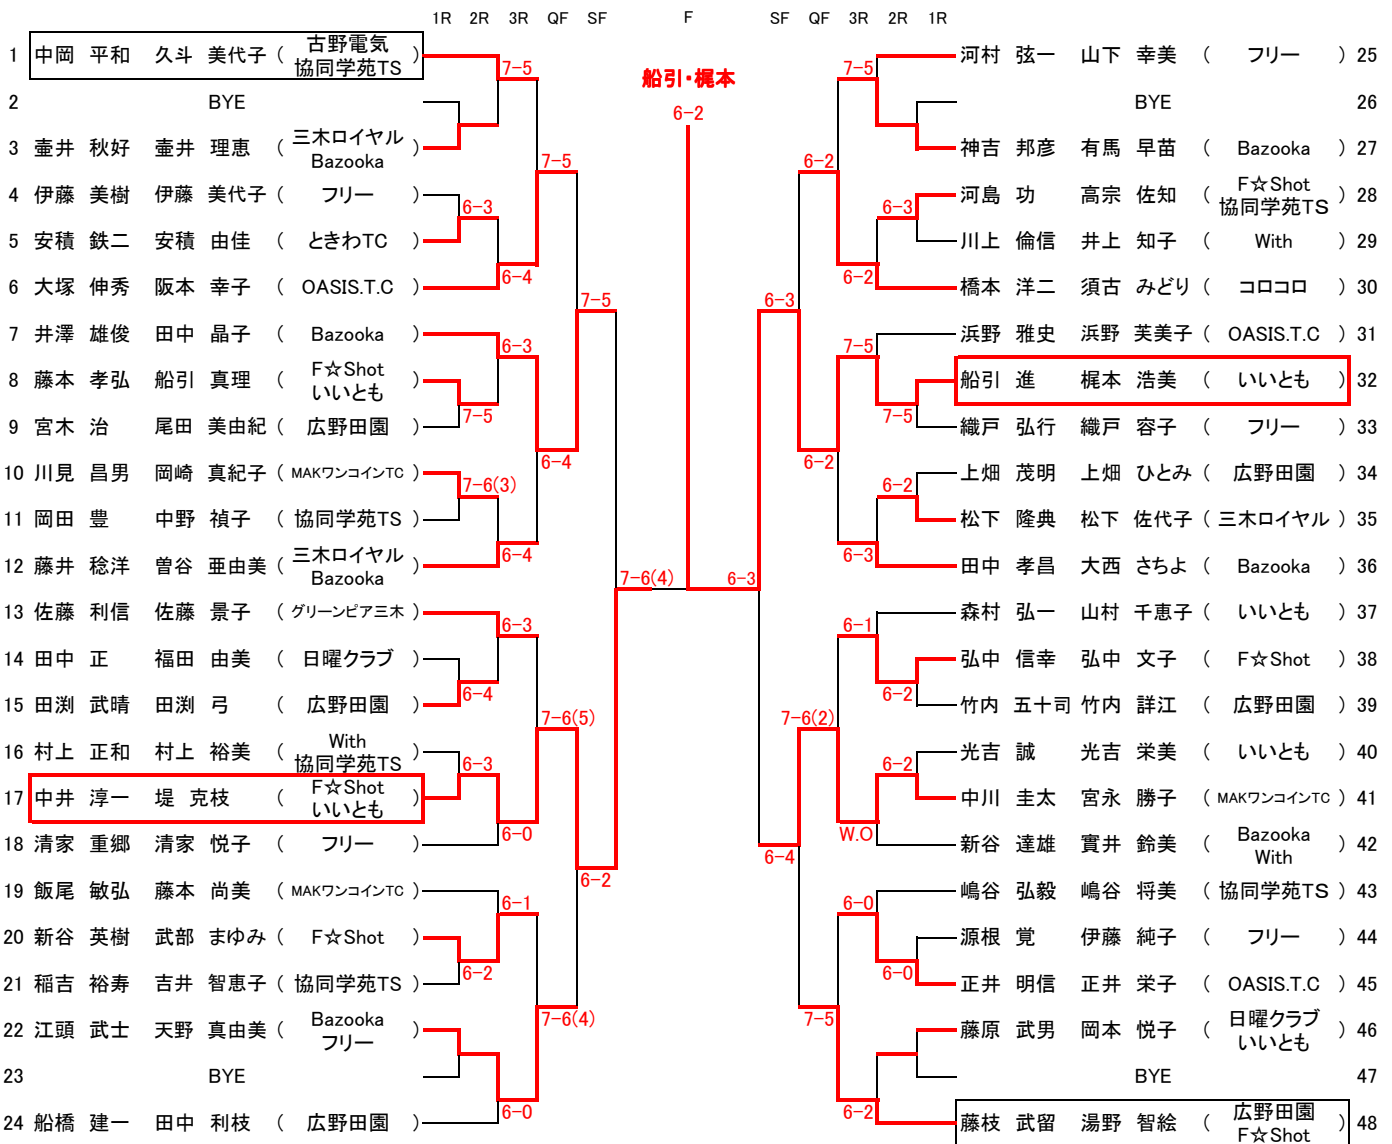 1R 2R 3R QF SF F SF QF 3R 2R 1R
船引・梶本
6-2
1 中岡 平和 久斗 美代子 ( 古野電気 協同学苑TS )
2 BYE
3 壷井 秋好 壷井 理恵 ( 三木ロイヤル Bazooka )
4 伊藤 美樹 伊藤 美代子 ( フリー )
5 安積 鉄二 安積 由佳 ( ときわTC )
6 大塚 伸秀 阪本 幸子 ( OASIS.T.C )
7 井澤 雄俊 田中 晶子 ( Bazooka )
8 藤本 孝弘 船引 真理 ( F☆Shot いいとも )
9 宮木 治 尾田 美由紀 ( 広野田園 )
10 川見 昌男 岡崎 真紀子 ( MAKワンコインTC )
11 岡田 豊 中野 禎子 ( 協同学苑TS )
12 藤井 稔洋 曽谷 亜由美 ( 三木ロイヤル Bazooka )
13 佐藤 利信 佐藤 景子 ( グリーンピア三木 )
14 田中 正 福田 由美 ( 日曜クラブ )
15 田渕 武晴 田渕 弓 ( 広野田園 )
16 村上 正和 村上 裕美 ( With 協同学苑TS )
17 中井 淳一 堤 克枝 ( F☆Shot いいとも )
18 清家 重郷 清家 悦子 ( フリー )
19 飯尾 敏弘 藤本 尚美 ( MAKワンコインTC )
20 新谷 英樹 武部 まゆみ ( F☆Shot )
21 稲吉 裕寿 吉井 智恵子 ( 協同学苑TS )
22 江頭 武士 天野 真由美 ( Bazooka フリー )
23 BYE
24 船橋 建一 田中 利枝 ( 広野田園 )
7-5
6-3
6-4
6-3
7-5
7-6(3)
6-4
6-3
6-4
6-3
6-0
6-1
6-2
6-0
7-5
6-4
7-6(5)
7-6(4)
7-5
6-2
7-6(4)
6-3
河村 弦一 山下 幸美 ( フリー ) 25
BYE 26
神吉 邦彦 有馬 早苗 ( Bazooka ) 27
河島 功 高宗 佐知 ( F☆Shot 協同学苑TS ) 28
川上 倫信 井上 知子 ( With ) 29
橋本 洋二 須古 みどり ( コロコロ ) 30
浜野 雅史 浜野 芙美子 ( OASIS.T.C ) 31
船引 進 梶本 浩美 ( いいとも ) 32
織戸 弘行 織戸 容子 ( フリー ) 33
上畑 茂明 上畑 ひとみ ( 広野田園 ) 34
松下 隆典 松下 佐代子 ( 三木ロイヤル ) 35
田中 孝昌 大西 さちよ ( Bazooka ) 36
森村 弘一 山村 千恵子 ( いいとも ) 37
弘中 信幸 弘中 文子 ( F☆Shot ) 38
竹内 五十司 竹内 詳江 ( 広野田園 ) 39
光吉 誠 光吉 栄美 ( いいとも ) 40
中川 圭太 宮永 勝子 ( MAKワンコインTC ) 41
新谷 達雄 實井 鈴美 ( Bazooka With ) 42
嶋谷 弘毅 嶋谷 将美 ( 協同学苑TS ) 43
源根 覚 伊藤 純子 ( フリー ) 44
正井 明信 正井 栄子 ( OASIS.T.C ) 45
藤原 武男 岡本 悦子 ( 日曜クラブ いいとも ) 46
BYE 47
藤枝 武留 湯野 智絵 ( 広野田園 F☆Shot ) 48
7-5
6-3
6-2
7-5
7-5
6-2
6-3
6-1
6-2
6-2
W.O
6-0
6-0
6-2
6-2
6-2
7-6(2)
7-5
6-3
6-4